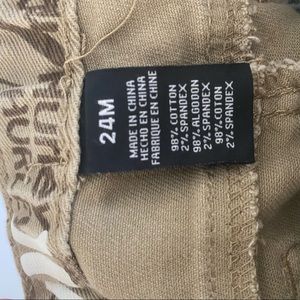 24M
MADE IN CHINA
HECHO EN CHINA
FABRIQUE EN CHINE
98% COTTON
2% SPANDEX
98% ALGODON
2% SPANDEX
98% COTON
2% SPANDEX